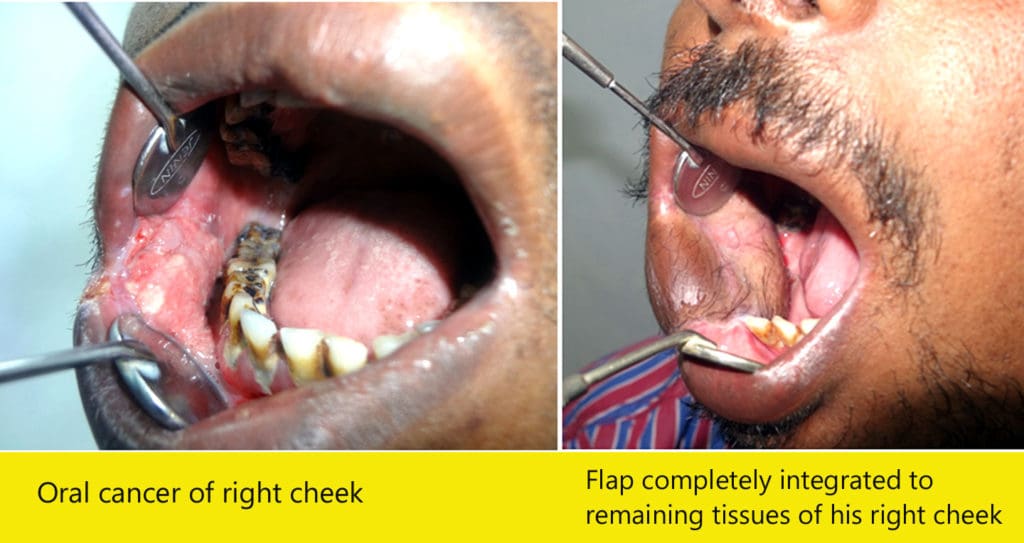 Oral cancer of right cheek
Flap completely integrated to
remaining tissues of his right cheek